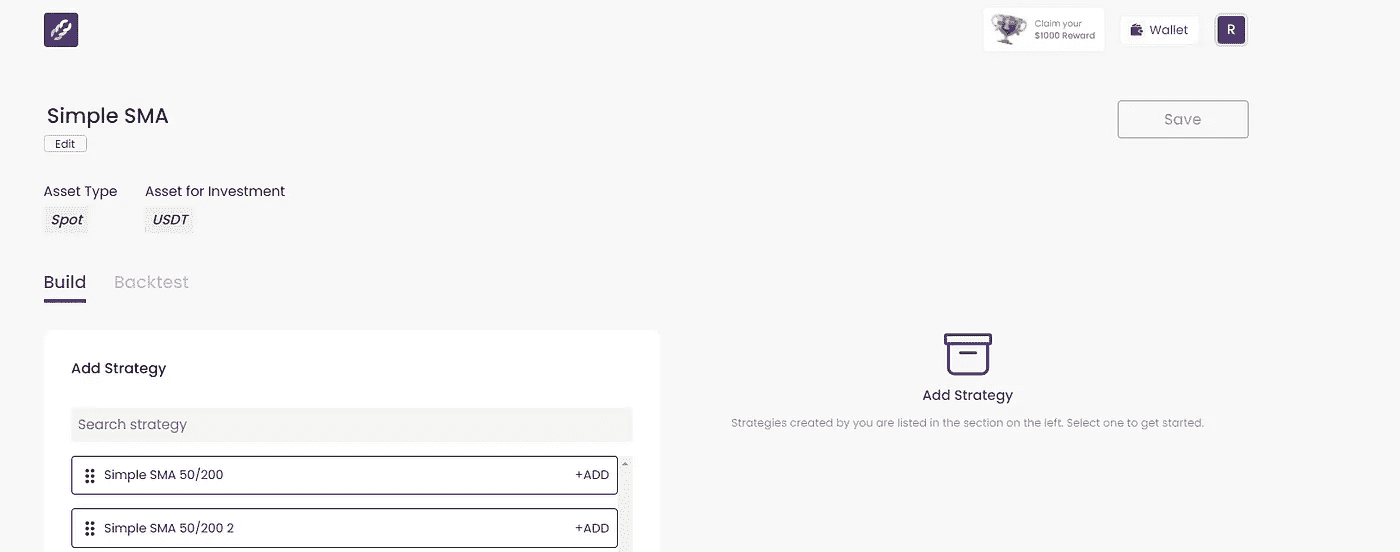 Claim your
$1000 Reward
Wallet
R
Simple SMA
Save
Edit
Asset Type Asset for Investment
Spot USDT
Build Backtest
Add Strategy
Search strategy
Simple SMA 50/200 +ADD
Simple SMA 50/200 2 +ADD
Add Strategy
Strategies created by you are listed in the section on the left. Select one to get started.